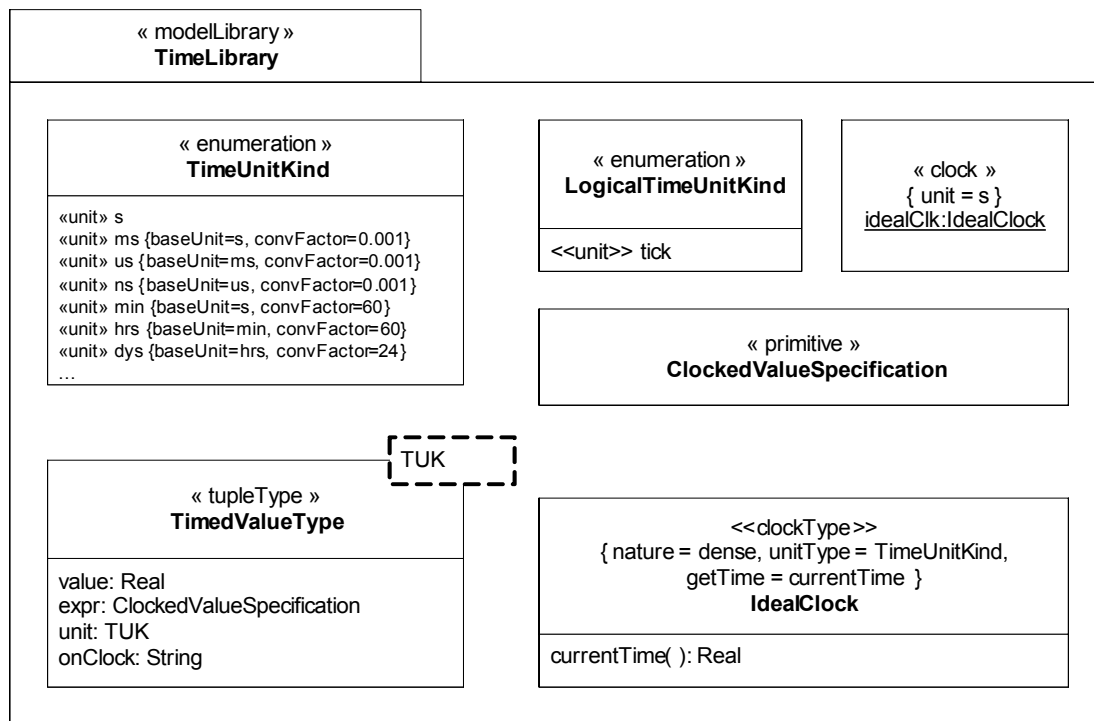 « modelLibrary »
TimeLibrary
« enumeration »
TimeUnitKind
«unit» s
«unit» ms {baseUnit=s, convFactor=0.001}
«unit» us {baseUnit=ms, convFactor=0.001}
«unit» ns {baseUnit=us, convFactor=0.001}
«unit» min {baseUnit=s, convFactor=60}
«unit» hrs {baseUnit=min, convFactor=60}
«unit» dys {baseUnit=hrs, convFactor=24}
...
« enumeration »
LogicalTimeUnitKind
<<unit>> tick
« clock »
{ unit = s }
idealClk:IdealClock
« primitive »
ClockedValueSpecification
TUK
« tupleType »
TimedValueType
value: Real
expr: ClockedValueSpecification
unit: TUK
onClock: String
<<clockType>>
{ nature = dense, unitType = TimeUnitKind,
getTime = currentTime }
IdealClock
currentTime( ): Real